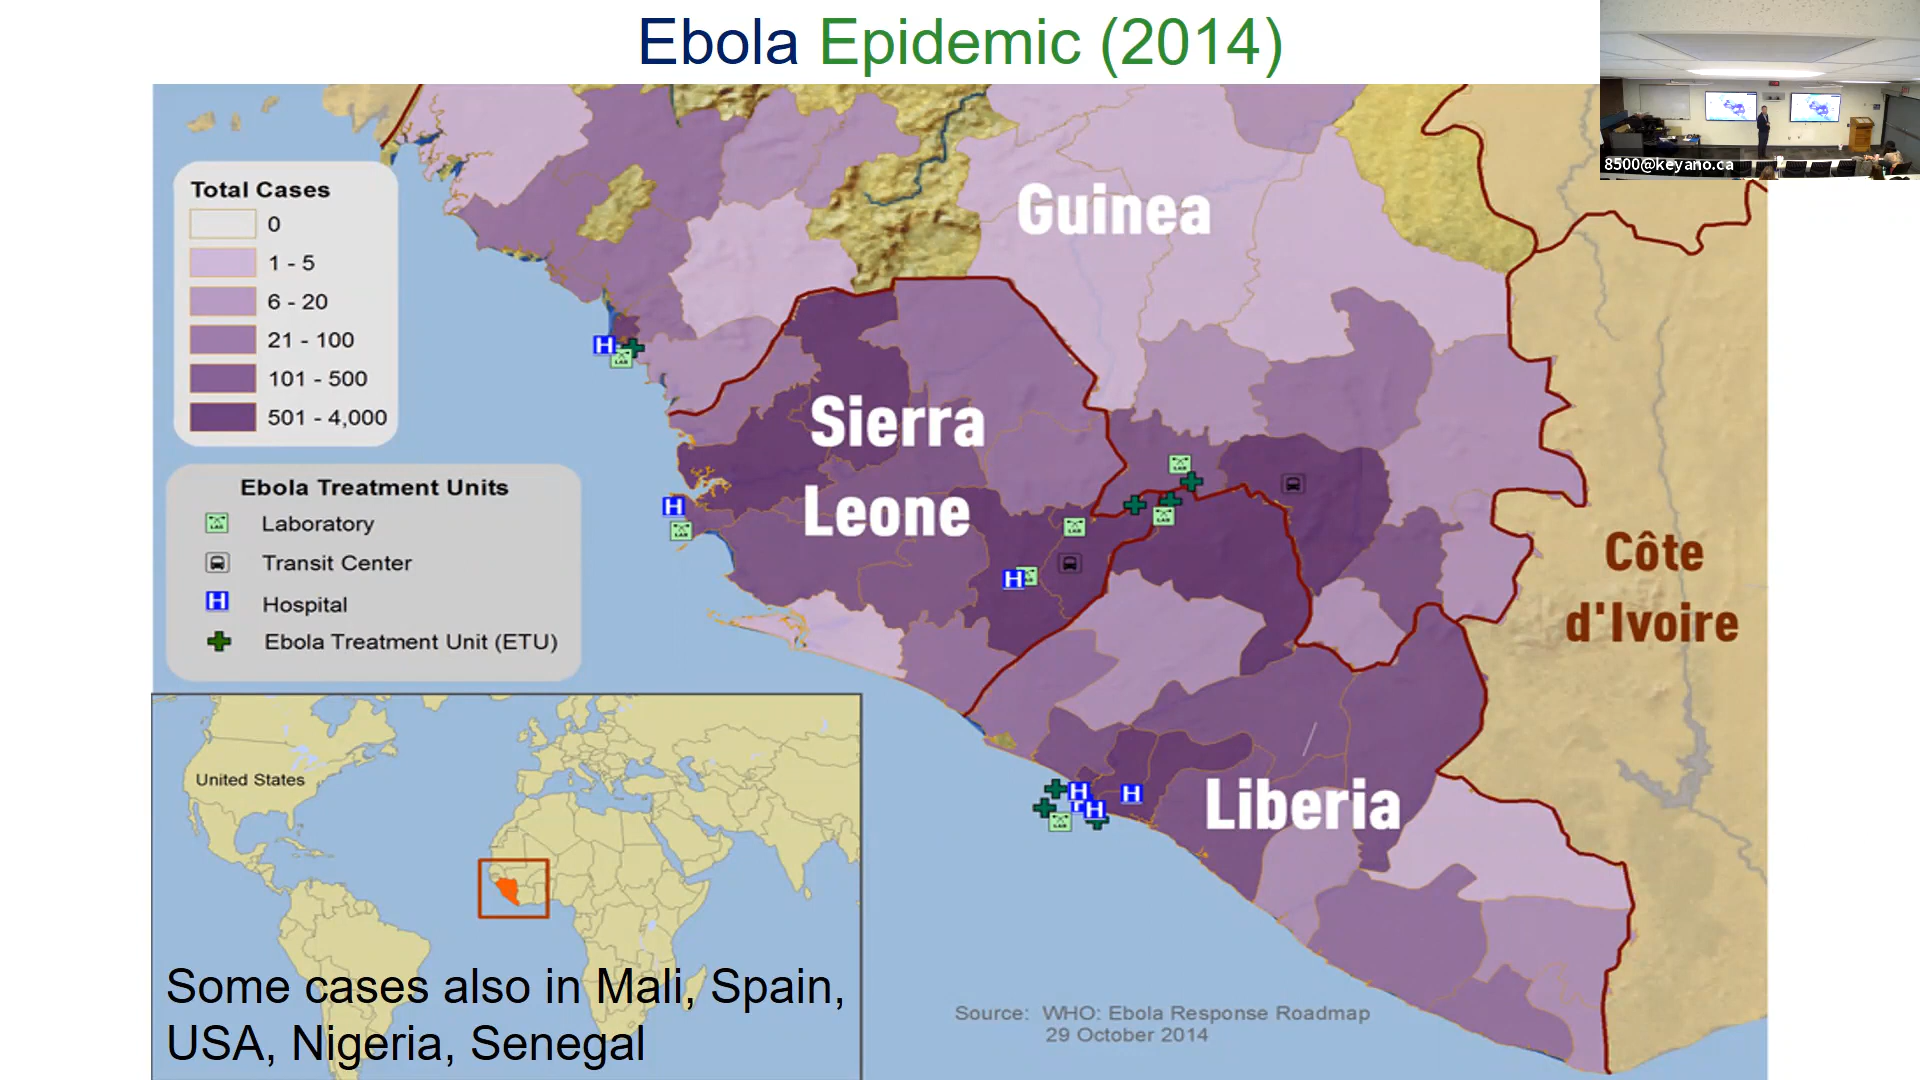 Ebola Epidemic (2014)
8500@keyano.ca
Total Cases
0
1 - 5
6 - 20
21 - 100
101 - 500
501 - 4,000
Guinea
Sierra
Leone
Côte
d'Ivoire
Liberia
Ebola Treatment Units
Laboratory
Transit Center
Hospital
Ebola Treatment Unit (ETU)
United States
Some cases also in Mali, Spain,
USA, Nigeria, Senegal
Source: WHO: Ebola Response Roadmap
29 October 2014